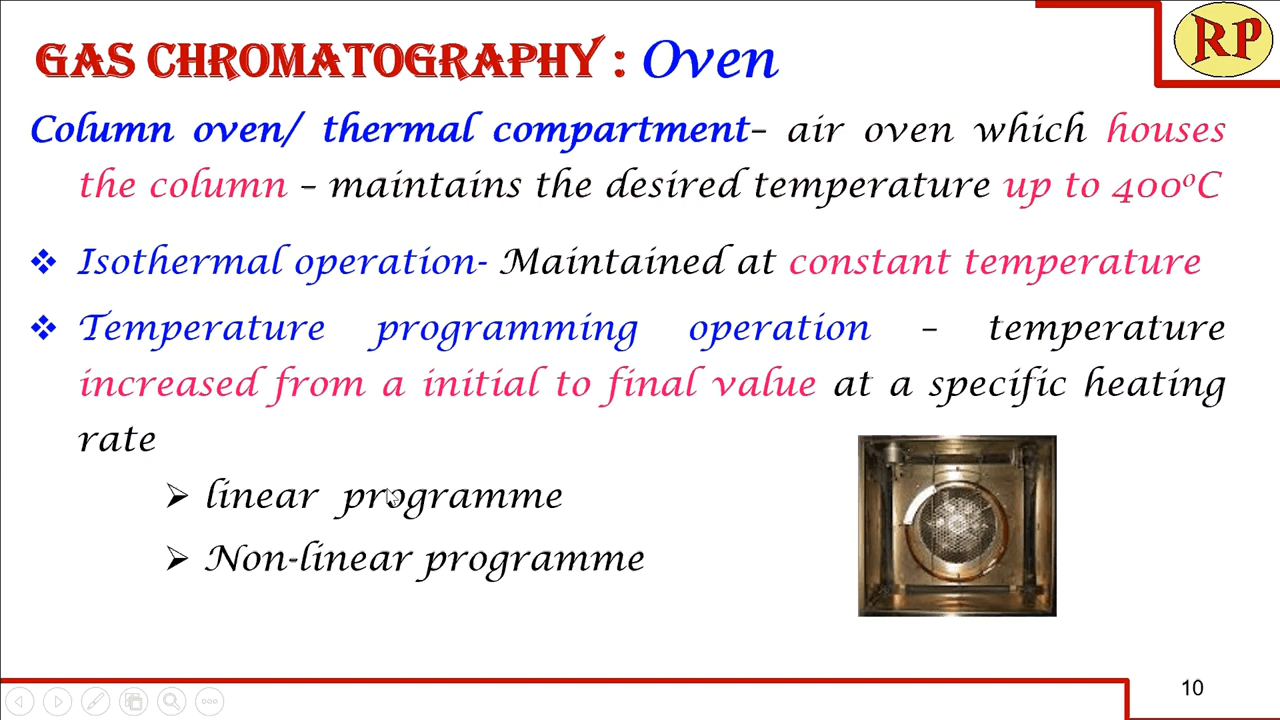 GAS CHROMATOGRAPHY : Oven
RP
Column oven/ thermal compartment– air oven which houses
the column – maintains the desired temperature up to 400⁰C
❖ Isothermal operation- Maintained at constant temperature
❖ Temperature programming operation – temperature
increased from a initial to final value at a specific heating
rate
➢ linear programme
➢ Non-linear programme
10